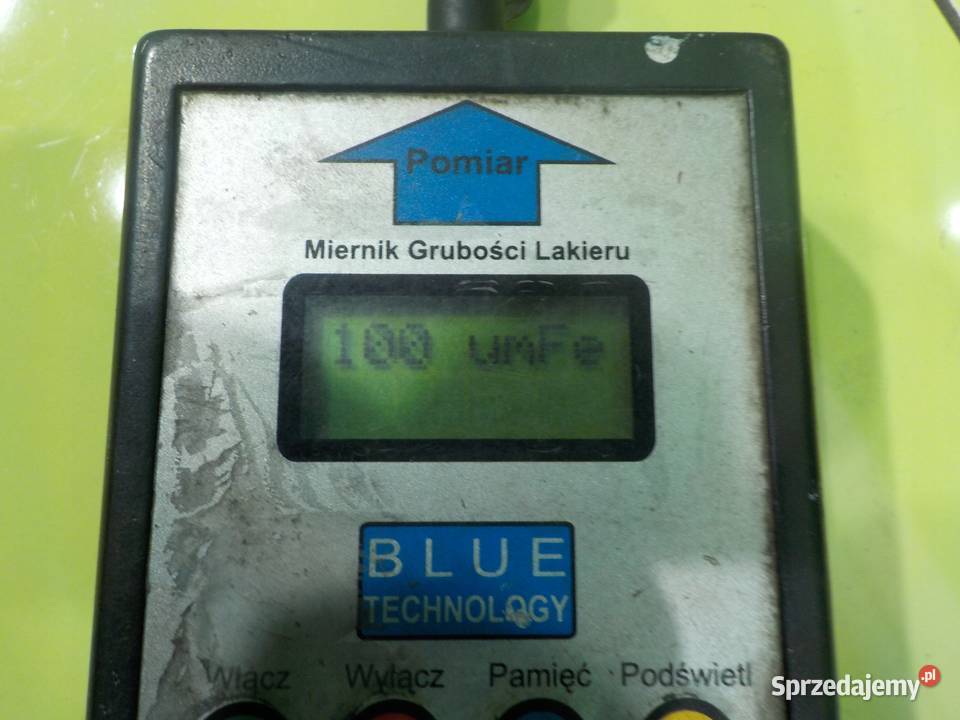 Pomiar
Miernik Grubości Lakieru
100 umFe
BLUE
TECHNOLOGY
Włącz Wyłącz Pamięć Podświetl
Sprzedajemy.pl